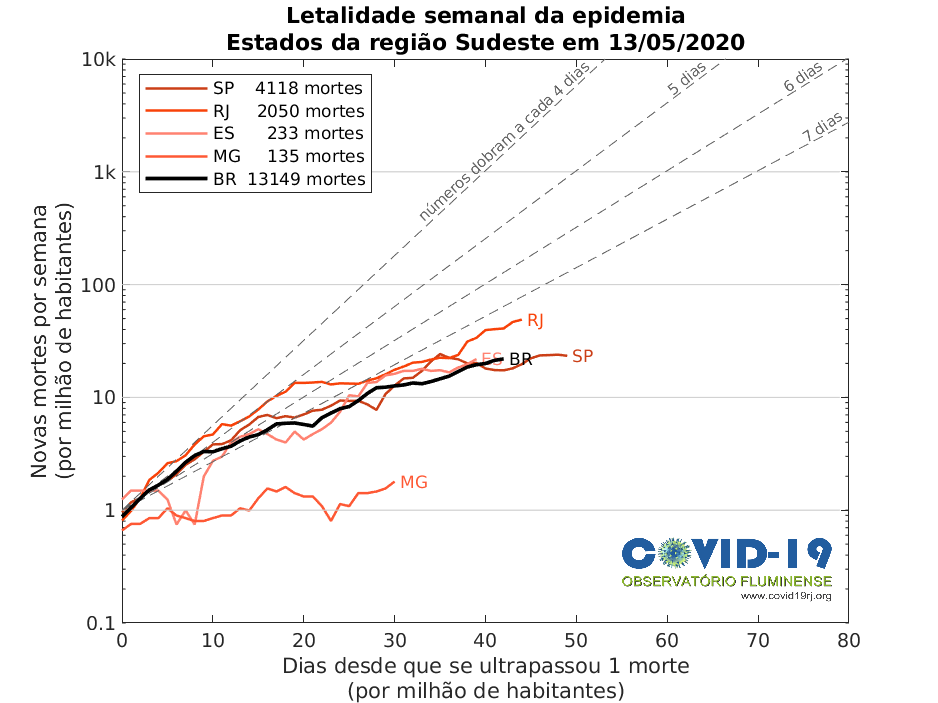 Letalidade semanal da epidemia
Estados da região Sudeste em 13/05/2020
SP 4118 mortes
RJ 2050 mortes
ES 233 mortes
MG 135 mortes
BR 13149 mortes
números dobram a cada 4 dias
5 dias
6 dias
7 dias
10k
1k
100
10
1
0.1
Novas mortes por semana
(por milhão de habitantes)
RJ
SP
ES
BR
MG
COVID-19
OBSERVATÓRIO FLUMINENSE
www.covid19rj.org
0 10 20 30 40 50 60 70 80
Dias desde que se ultrapassou 1 morte
(por milhão de habitantes)